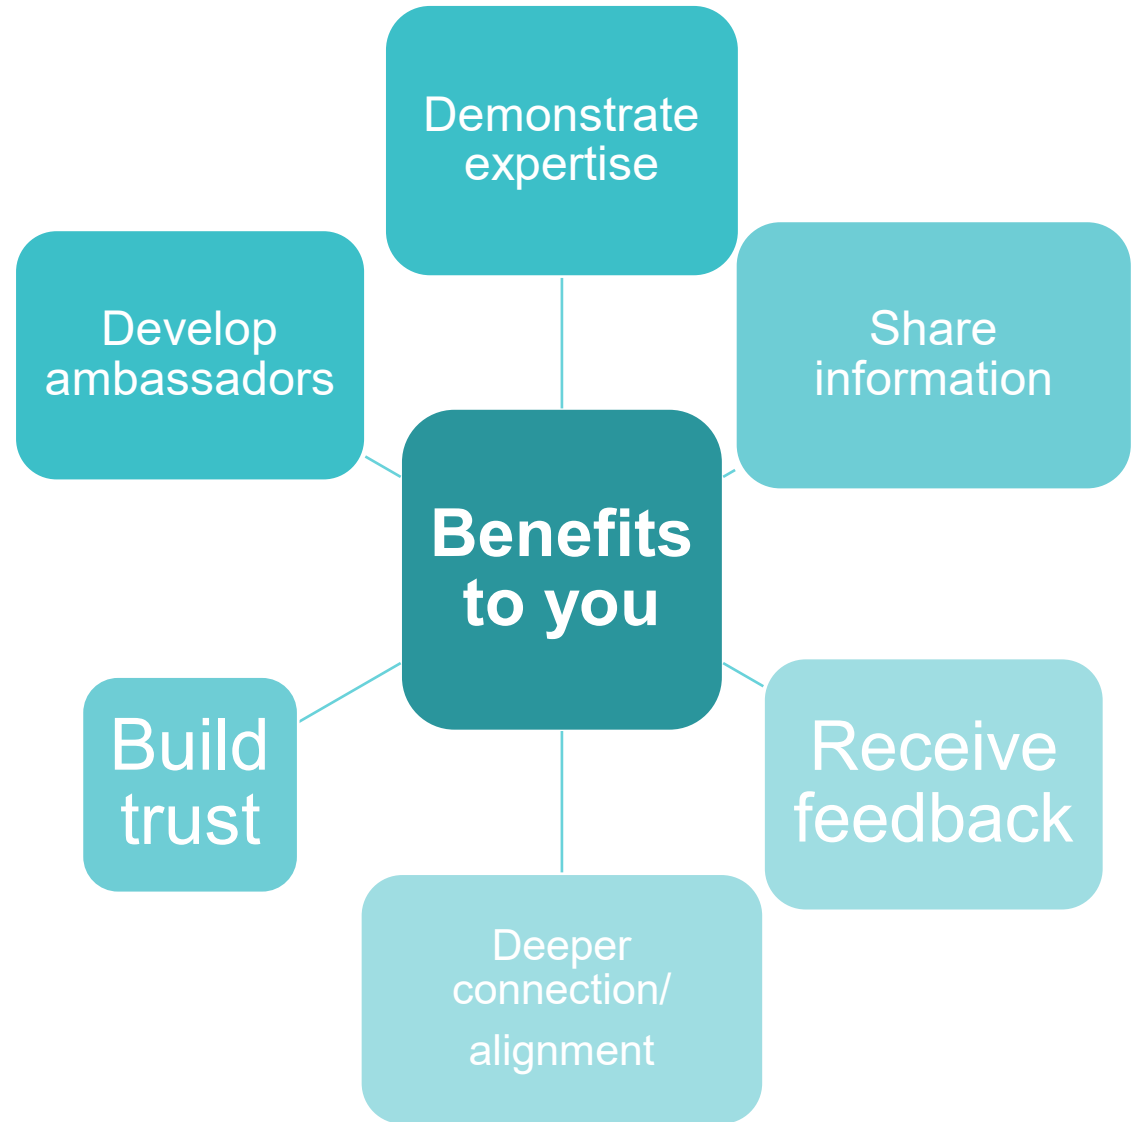 Demonstrate
expertise
Develop
ambassadors
Share
information
Benefits
to you
Build
trust
Receive
feedback
Deeper
connection/
alignment